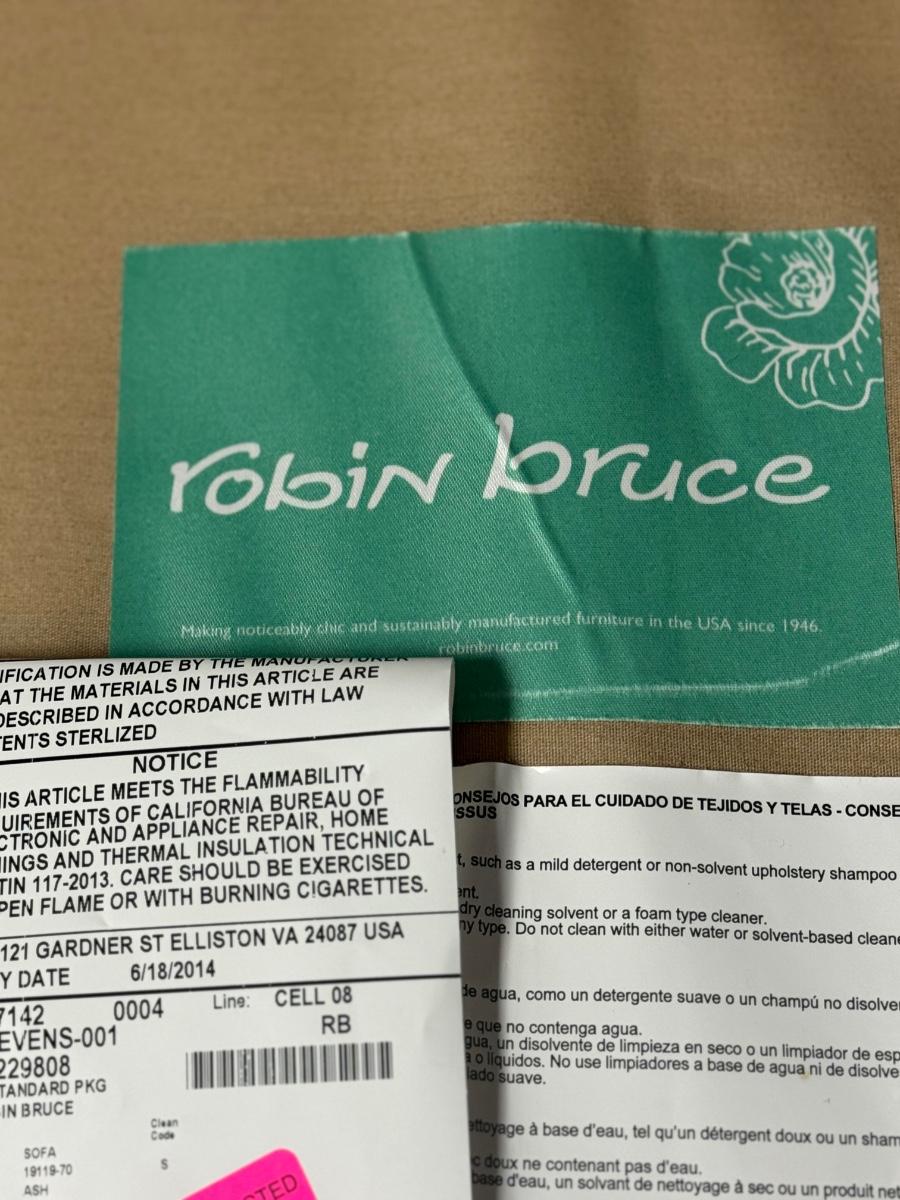 robin bruce
Making noticeably chic and sustainably manufactured furniture in the USA since 1946.
robinbruce.com
IFICATION IS MADE BY THE MANUFACTURER
AT THE MATERIALS IN THIS ARTICLE ARE
DESCRIBED IN ACCORDANCE WITH LAW
TENTS STERLIZED
NOTICE
IS ARTICLE MEETS THE FLAMMABILITY
UIREMENTS OF CALIFORNIA BUREAU OF
CTRONIC AND APPLIANCE REPAIR, HOME
INGS AND THERMAL INSULATION TECHNICAL
TIN 117-2013. CARE SHOULD BE EXERCISED
PEN FLAME OR WITH BURNING CIGARETTES.
121 GARDNER ST ELLISTON VA 24087 USA
Y DATE 6/18/2014
7142 0004 Line: CELL 08
EVENS-001 RB
229808
TANDARD PKG
IN BRUCE
Clean
Code
SOFA
19119-70 S
ASH
TED
ONSEJOS PARA EL CUIDADO DE TEJIDOS Y TELAS - CONSE
SSUS
t, such as a mild detergent or non-solvent upholstery shampoo
ent.
dry cleaning solvent or a foam type cleaner.
ny type. Do not clean with either water or solvent-based cleane
de agua, como un detergente suave o un champú no disolve
e que no contenga agua.
gua, un disolvente de limpieza en seco o un limpiador de esp
a o líquidos. No use limpiadores a base de agua ni de disolve
lado suave.
ettoyage à base d'eau, tel qu'un détergent doux ou un sham
c doux ne contenant pas d'eau.
base d'eau, un solvant de nettoyage à sec ou un produit net